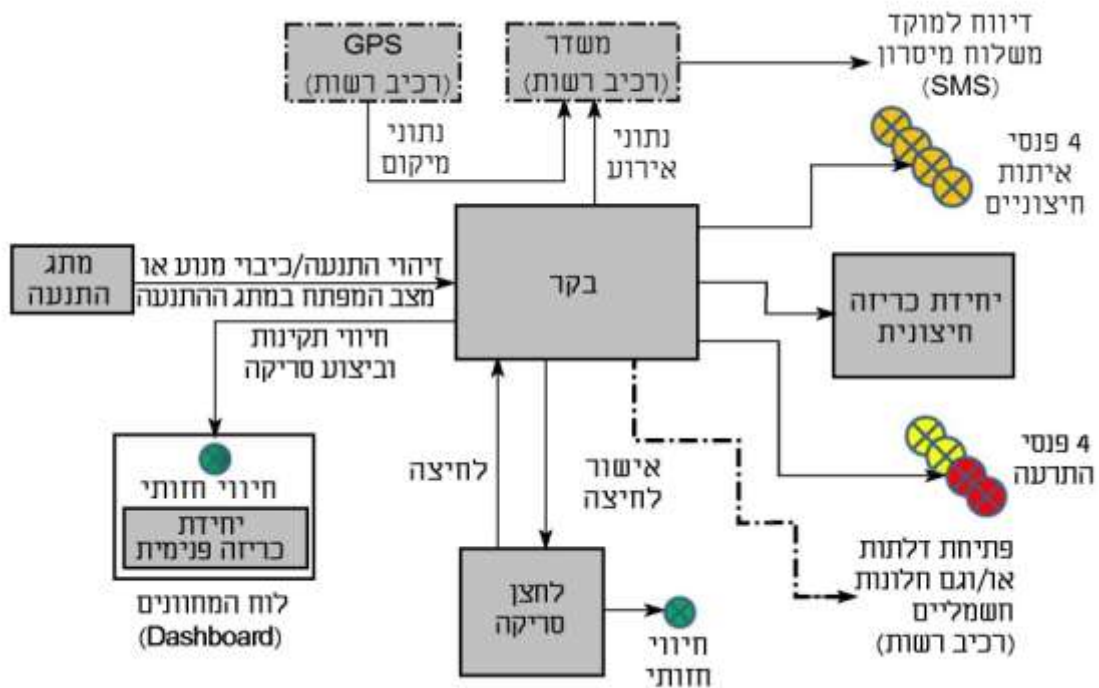 GPS
(רכיב רשות)
משדר
(רכיב רשות)
דיווח למוקד
משלוח מיסרון
(SMS)
נתוני
מיקום
נתוני
אירוע
4 פנסי
איתות
חיצוניים
מתג
התנעה
זיהוי התנעה/כיבוי מנוע או
מצב המפתח במתג ההתנעה
בקר
יחידת כריזה
חיצונית
חיווי תקינות
וביצוע סריקה
4 פנסי
התרעה
חיווי חזותי
יחידת
כריזה פנימית
לוח המחוונים
(Dashboard)
לחיצה
אישור
לחיצה
לחצן
סריקה
חיווי
חזותי
פתיחת דלתות
או/וגם חלונות
חשמליים
(רכיב רשות)